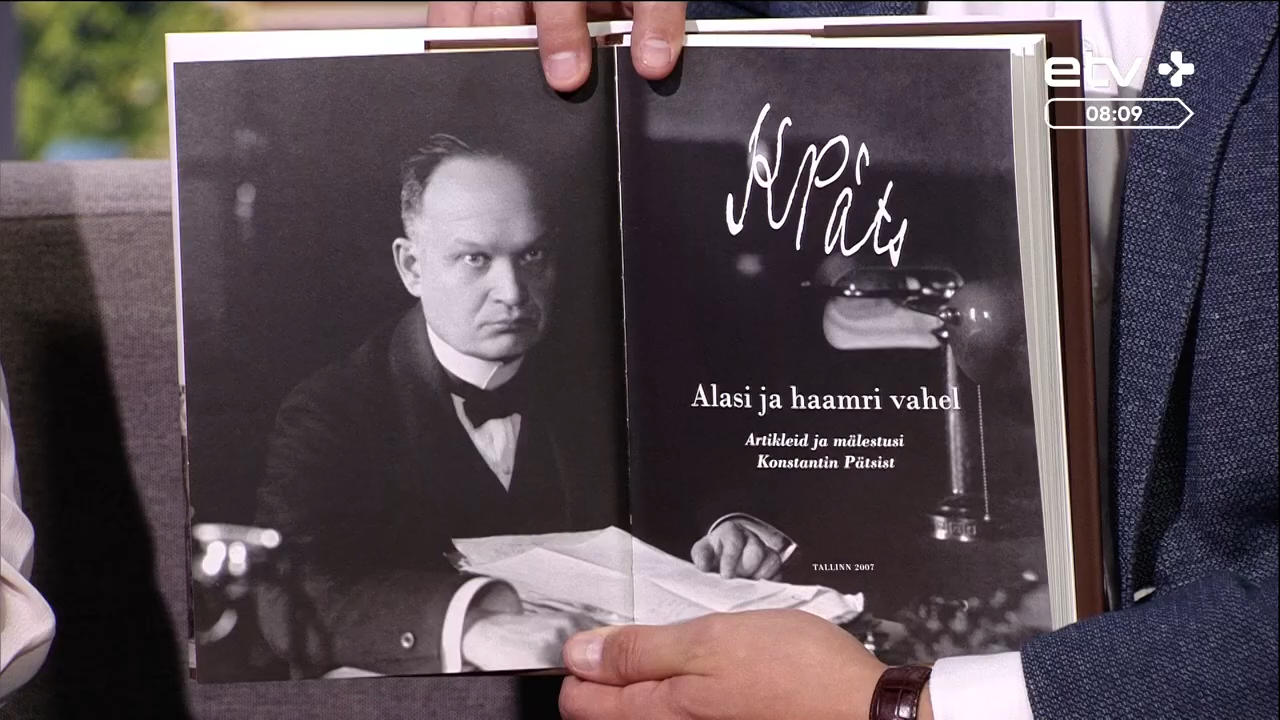 etv+
08:09
KPäts
Alasi ja haamri vahel
Artikleid ja mälestusi
Konstantin Pätsist
TALLINN 2007